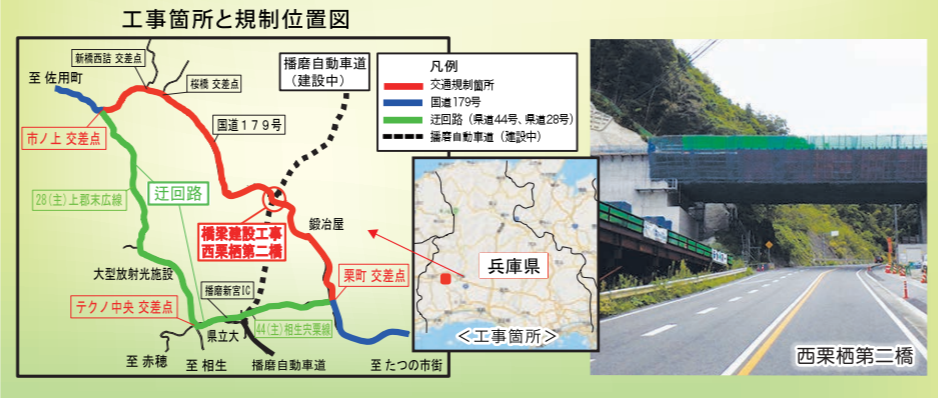 工事箇所と規制位置図
新橋西詰 交差点
至 佐用町
桜橋 交差点
播磨自動車道
（建設中）
国道１７９号
市ノ上 交差点
28(主)上郡末広線
迂回路
橋梁建設工事
西栗栖第二橋
鍛冶屋
大型放射光施設
栗町 交差点
テクノ中央 交差点
播磨新宮IC
県立大
44(主)相生宍粟線
至 赤穂
至 相生
播磨自動車道
至 たつの市街
凡例
交通規制箇所
国道179号
迂回路（県道44号、県道28号）
播磨自動車道（建設中）
兵庫県
＜工事箇所＞
西栗栖第二橋